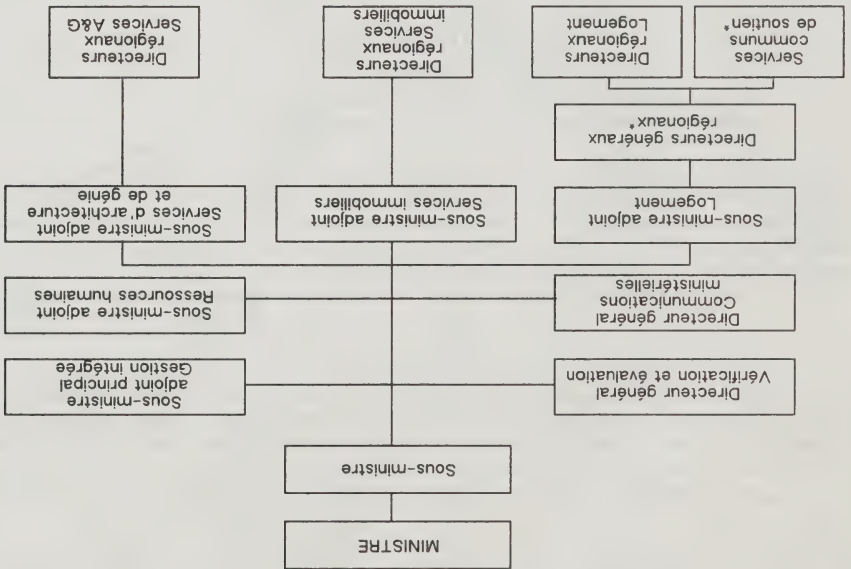 MINISTRE
Sous-ministre
Directeur général
Vérification et évaluation
Sous-ministre
adjoint principal
Gestion intégrée
Directeur général
Communications
ministérielles
Sous-ministre adjoint
Ressources humaines
Sous-ministre adjoint
Logement
Sous-ministre adjoint
Services immobiliers
Sous-ministre adjoint
Services d'architecture
et de génie
Directeurs généraux
régionaux*
Services
communs
de soutien*
Directeurs
régionaux
Logement
Directeurs
régionaux
Services
immobiliers
Directeurs
régionaux
Services A&G